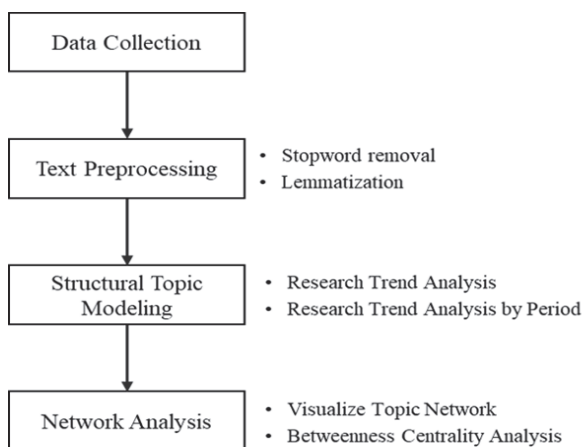 Data Collection
Text Preprocessing
• Stopword removal
• Lemmatization
Structural Topic
Modeling
• Research Trend Analysis
• Research Trend Analysis by Period
Network Analysis
• Visualize Topic Network
• Betweenness Centrality Analysis